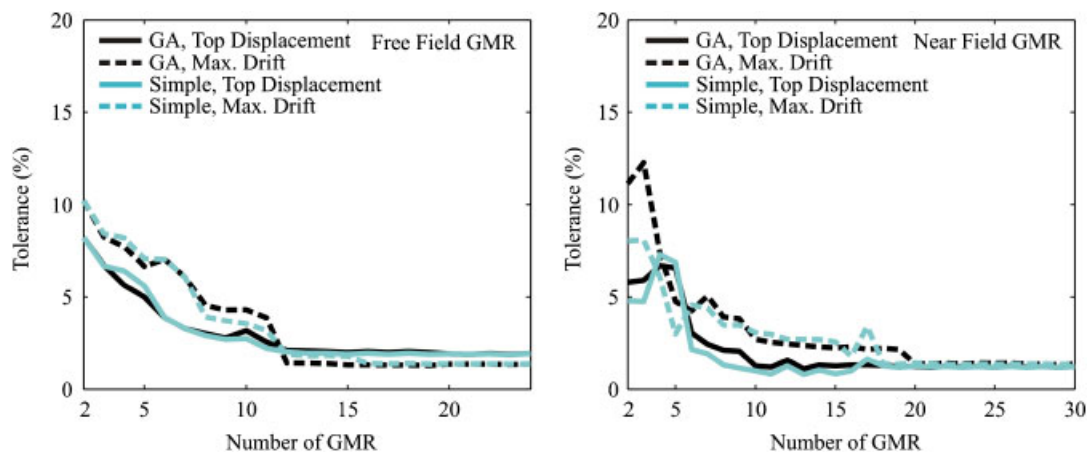 20
GA, Top Displacement Free Field GMR
GA, Max. Drift
Simple, Top Displacement
Simple, Max. Drift
15
10
5
0
Tolerance (%)
2 5 10 15 20
Number of GMR
20
GA, Top Displacement Near Field GMR
GA, Max. Drift
Simple, Top Displacement
Simple, Max. Drift
15
10
5
0
Tolerance (%)
2 5 10 15 20 25 30
Number of GMR